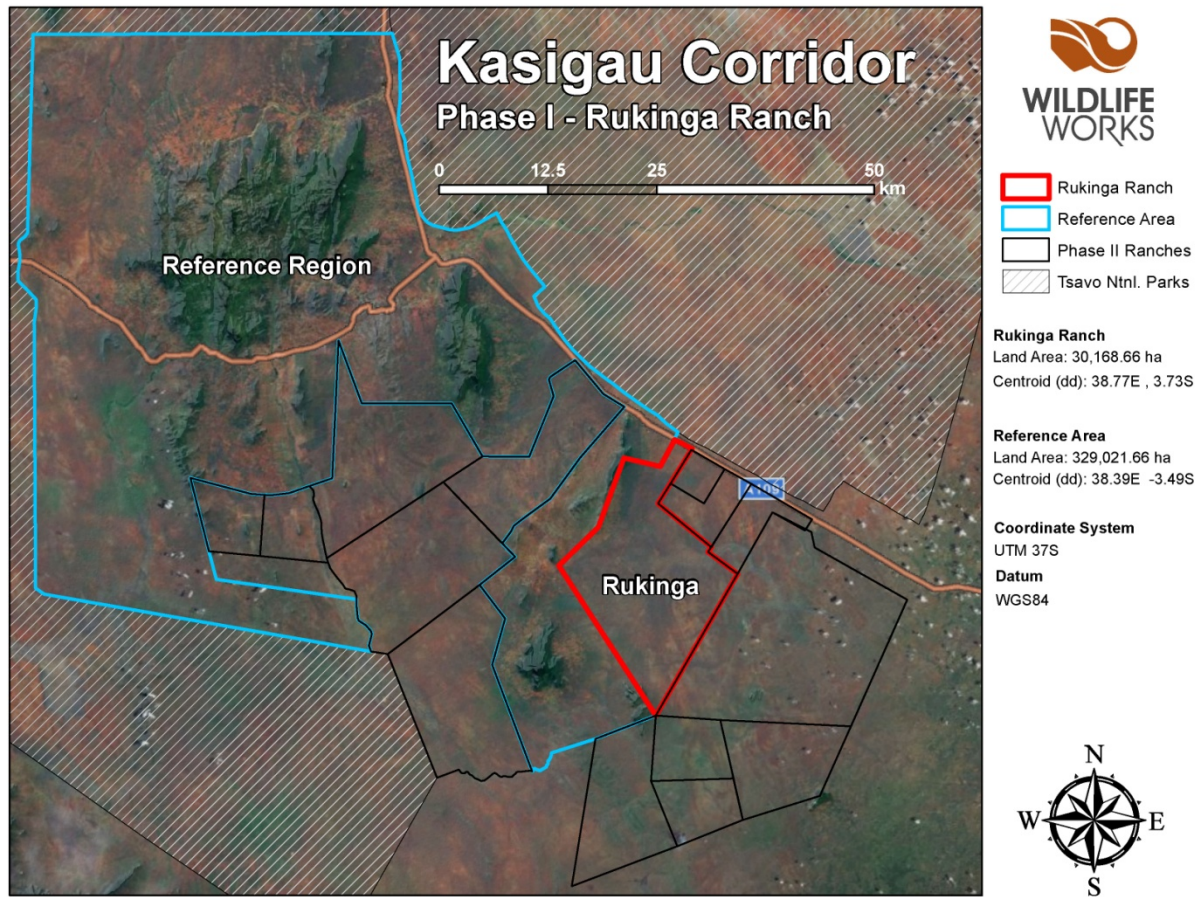 Kasigau Corridor
Phase I - Rukinga Ranch
0 12.5 25 50
km
Reference Region
Rukinga
A109
WILDLIFE
WORKS
Rukinga Ranch
Reference Area
Phase II Ranches
Tsavo Ntnl. Parks
Rukinga Ranch
Land Area: 30,168.66 ha
Centroid (dd): 38.77E , 3.73S
Reference Area
Land Area: 329,021.66 ha
Centroid (dd): 38.39E -3.49S
Coordinate System
UTM 37S
Datum
WGS84
N
W E
S